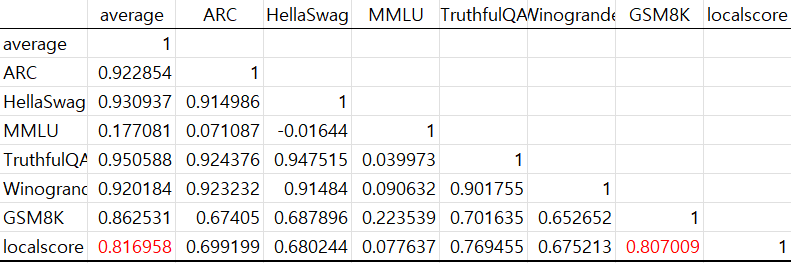 average ARC HellaSwag MMLU TruthfulQA Winogrande GSM8K localscore
average 1
ARC 0.922854 1
HellaSwag 0.930937 0.914986 1
MMLU 0.177081 0.071087 -0.01644 1
TruthfulQA 0.950588 0.924376 0.947515 0.039973 1
Winogrand 0.920184 0.923232 0.91484 0.090632 0.901755 1
GSM8K 0.862531 0.67405 0.687896 0.223539 0.701635 0.652652 1
localscore 0.816958 0.699199 0.680244 0.077637 0.769455 0.675213 0.807009 1